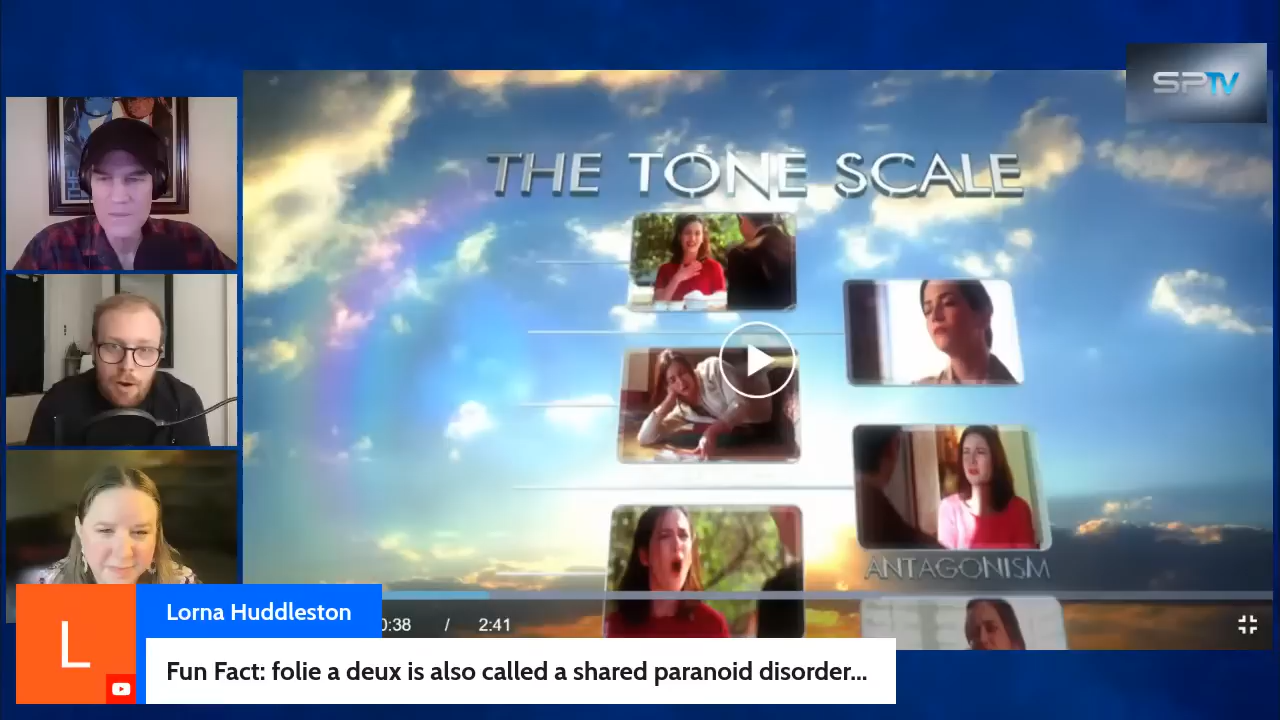 SPTV
THE TONE SCALE
ANTAGONISM
0:38 / 2:41
L
Lorna Huddleston
Fun Fact: folie a deux is also called a shared paranoid disorder...